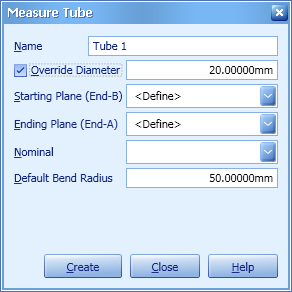 Measure Tube
Name Tube 1
Override Diameter 20.00000mm
Starting Plane (End-B) <Define>
Ending Plane (End-A) <Define>
Nominal
Default Bend Radius 50.00000mm
Create Close Help